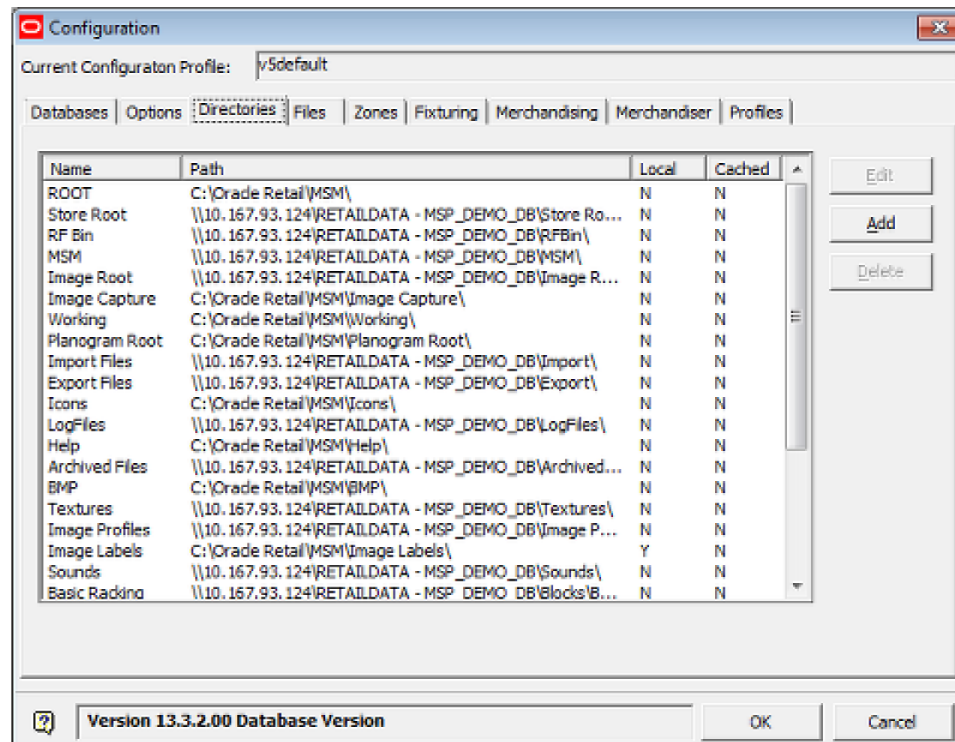 Configuration
Current Configuraton Profile: v5default
Databases Options Directories Files Zones Fixturing Merchandising Merchandiser Profiles
Name Path Local Cached
ROOT C:\Oracle Retail\MSM\ N N
Store Root \\10.167.93.124\RETAILDATA - MSP_DEMO_DB\Store Ro... N N
RF Bin \\10.167.93.124\RETAILDATA - MSP_DEMO_DB\RFBin\ N N
MSM \\10.167.93.124\RETAILDATA - MSP_DEMO_DB\MSM\ N N
Image Root \\10.167.93.124\RETAILDATA - MSP_DEMO_DB\Image R... N N
Image Capture C:\Oracle Retail\MSM\Image Capture\ N N
Working C:\Oracle Retail\MSM\Working\ N N
Planogram Root C:\Oracle Retail\MSM\Planogram Root\ N N
Import Files \\10.167.93.124\RETAILDATA - MSP_DEMO_DB\Import\ N N
Export Files \\10.167.93.124\RETAILDATA - MSP_DEMO_DB\Export\ N N
Icons C:\Oracle Retail\MSM\Icons\ N N
LogFiles \\10.167.93.124\RETAILDATA - MSP_DEMO_DB\LogFiles\ N N
Help C:\Oracle Retail\MSM\Help\ N N
Archived Files \\10.167.93.124\RETAILDATA - MSP_DEMO_DB\Archived... N N
BMP C:\Oracle Retail\MSM\BMP\ N N
Textures \\10.167.93.124\RETAILDATA - MSP_DEMO_DB\Textures\ N N
Image Profiles \\10.167.93.124\RETAILDATA - MSP_DEMO_DB\Image P... N N
Image Labels C:\Oracle Retail\MSM\Image Labels\ Y N
Sounds \\10.167.93.124\RETAILDATA - MSP_DEMO_DB\Sounds\ N N
Basic Racking \\10.167.93.124\RETAILDATA - MSP_DEMO_DB\Blocks\B... N N
Edit
Add
Delete
Version 13.3.2.00 Database Version
OK Cancel